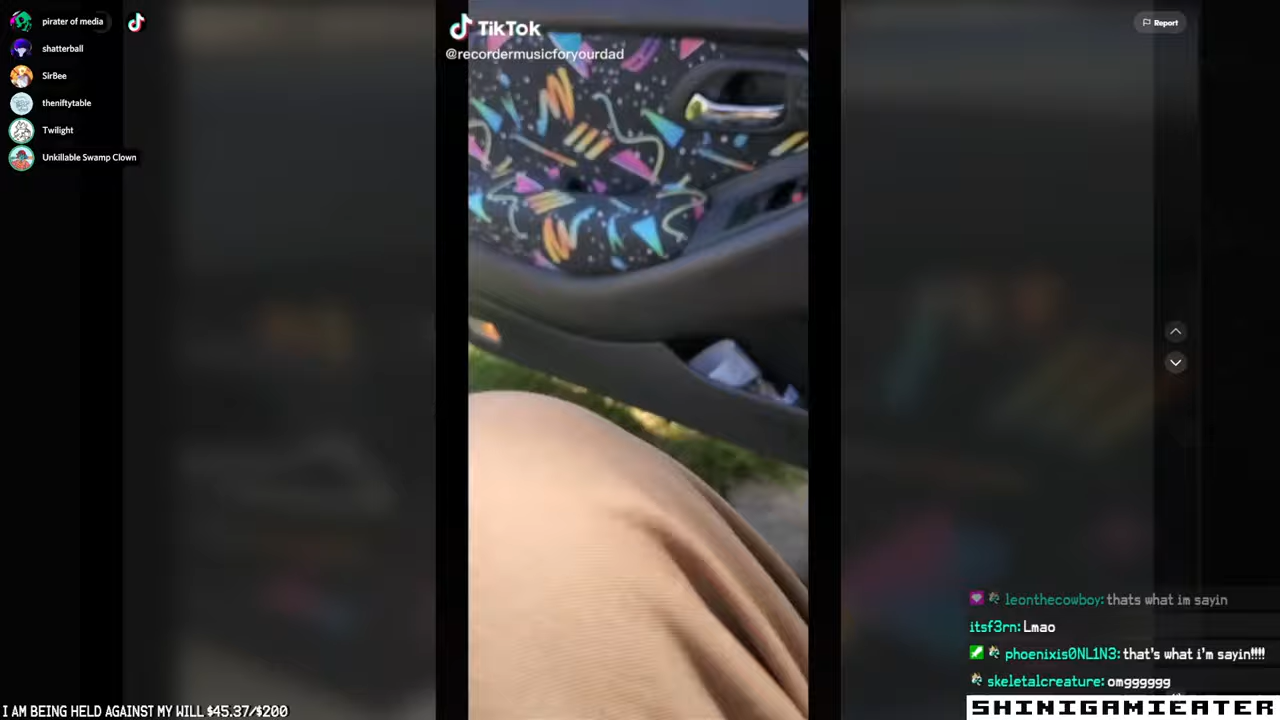 pirater of media
shatterball
SirBee
theniftytable
Twilight
Unkillable Swamp Clown
TikTok
@recordermusicforyourdad
Report
leonthecowboy: thats what im sayin
itsf3rn: Lmao
phoenixis0NL1N3: that's what i'm sayin!!!!
skeletalcreature: omgggggg
I AM BEING HELD AGAINST MY WILL $45.37/$200
SHINIGAMIEATER